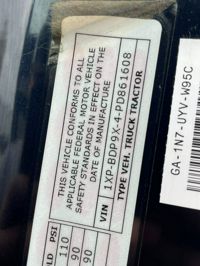 THIS VEHICLE CONFORMS TO ALL
APPLICABLE FEDERAL MOTOR VEHICLE
SAFETY STANDARDS IN EFFECT ON THE
DATE OF MANUFACTURE
VIN 1XP-BDP9X-4-PD861608
TYPE VEH. TRUCK TRACTOR
OLD PSI
110
90
90
GA-1N7-UYV-W95C